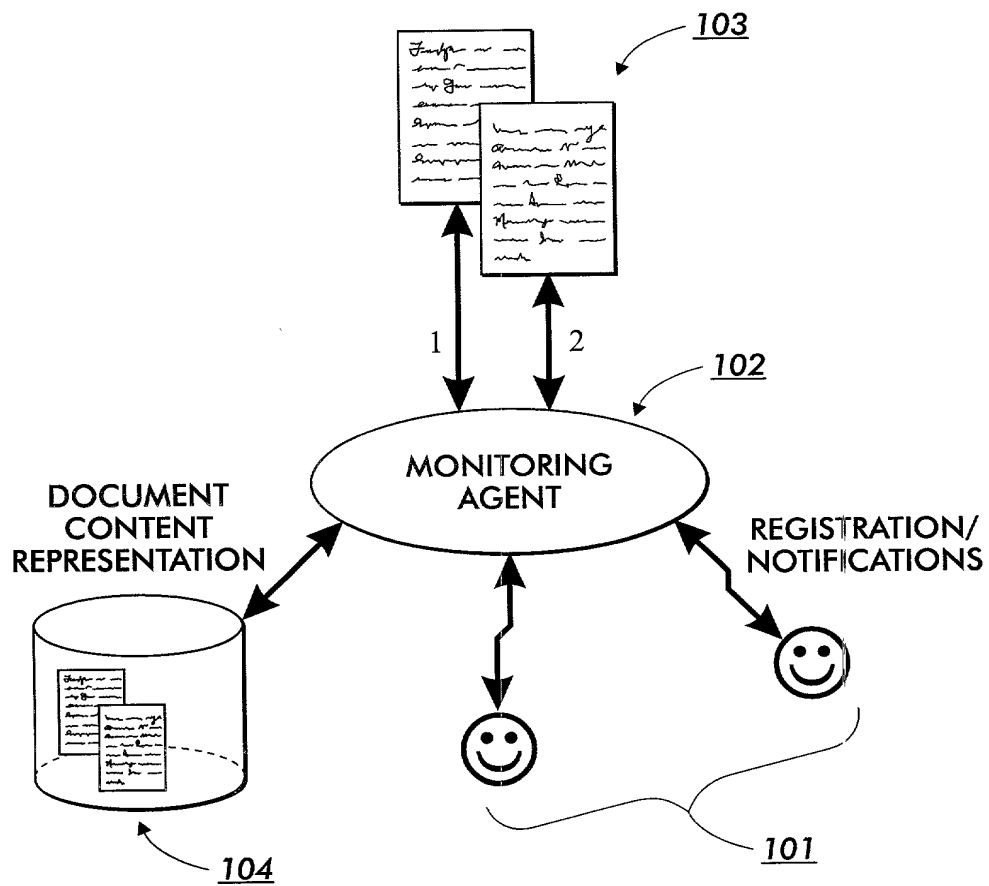 103
1
2
102
MONITORING
AGENT
DOCUMENT
CONTENT
REPRESENTATION
REGISTRATION/
NOTIFICATIONS
101
104